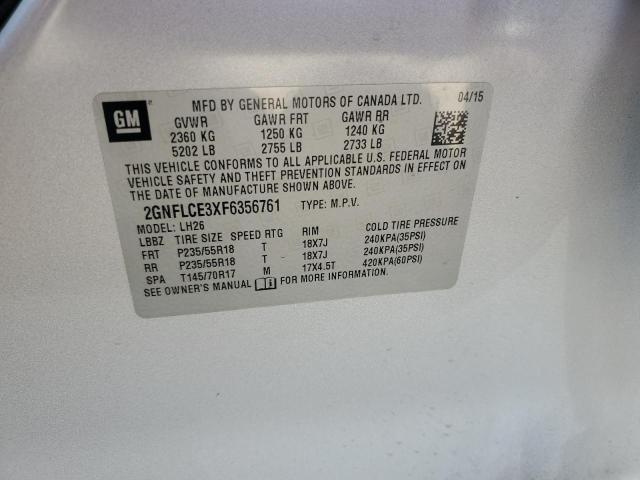 GM
MFD BY GENERAL MOTORS OF CANADA LTD. 04/15
GVWR GAWR FRT GAWR RR
2360 KG 1250 KG 1240 KG
5202 LB 2755 LB 2733 LB
THIS VEHICLE CONFORMS TO ALL APPLICABLE U.S. FEDERAL MOTOR
VEHICLE SAFETY AND THEFT PREVENTION STANDARDS IN EFFECT ON
THE DATE OF MANUFACTURE SHOWN ABOVE.
2GNFLCE3XF6356761 TYPE: M.P.V.
MODEL: LH26
LBBZ TIRE SIZE SPEED RTG RIM COLD TIRE PRESSURE
FRT P235/55R18 T 18X7J 240KPA(35PSI)
RR P235/55R18 T 18X7J 240KPA(35PSI)
SPA T145/70R17 M 17X4.5T 420KPA(60PSI)
SEE OWNER'S MANUAL FOR MORE INFORMATION.